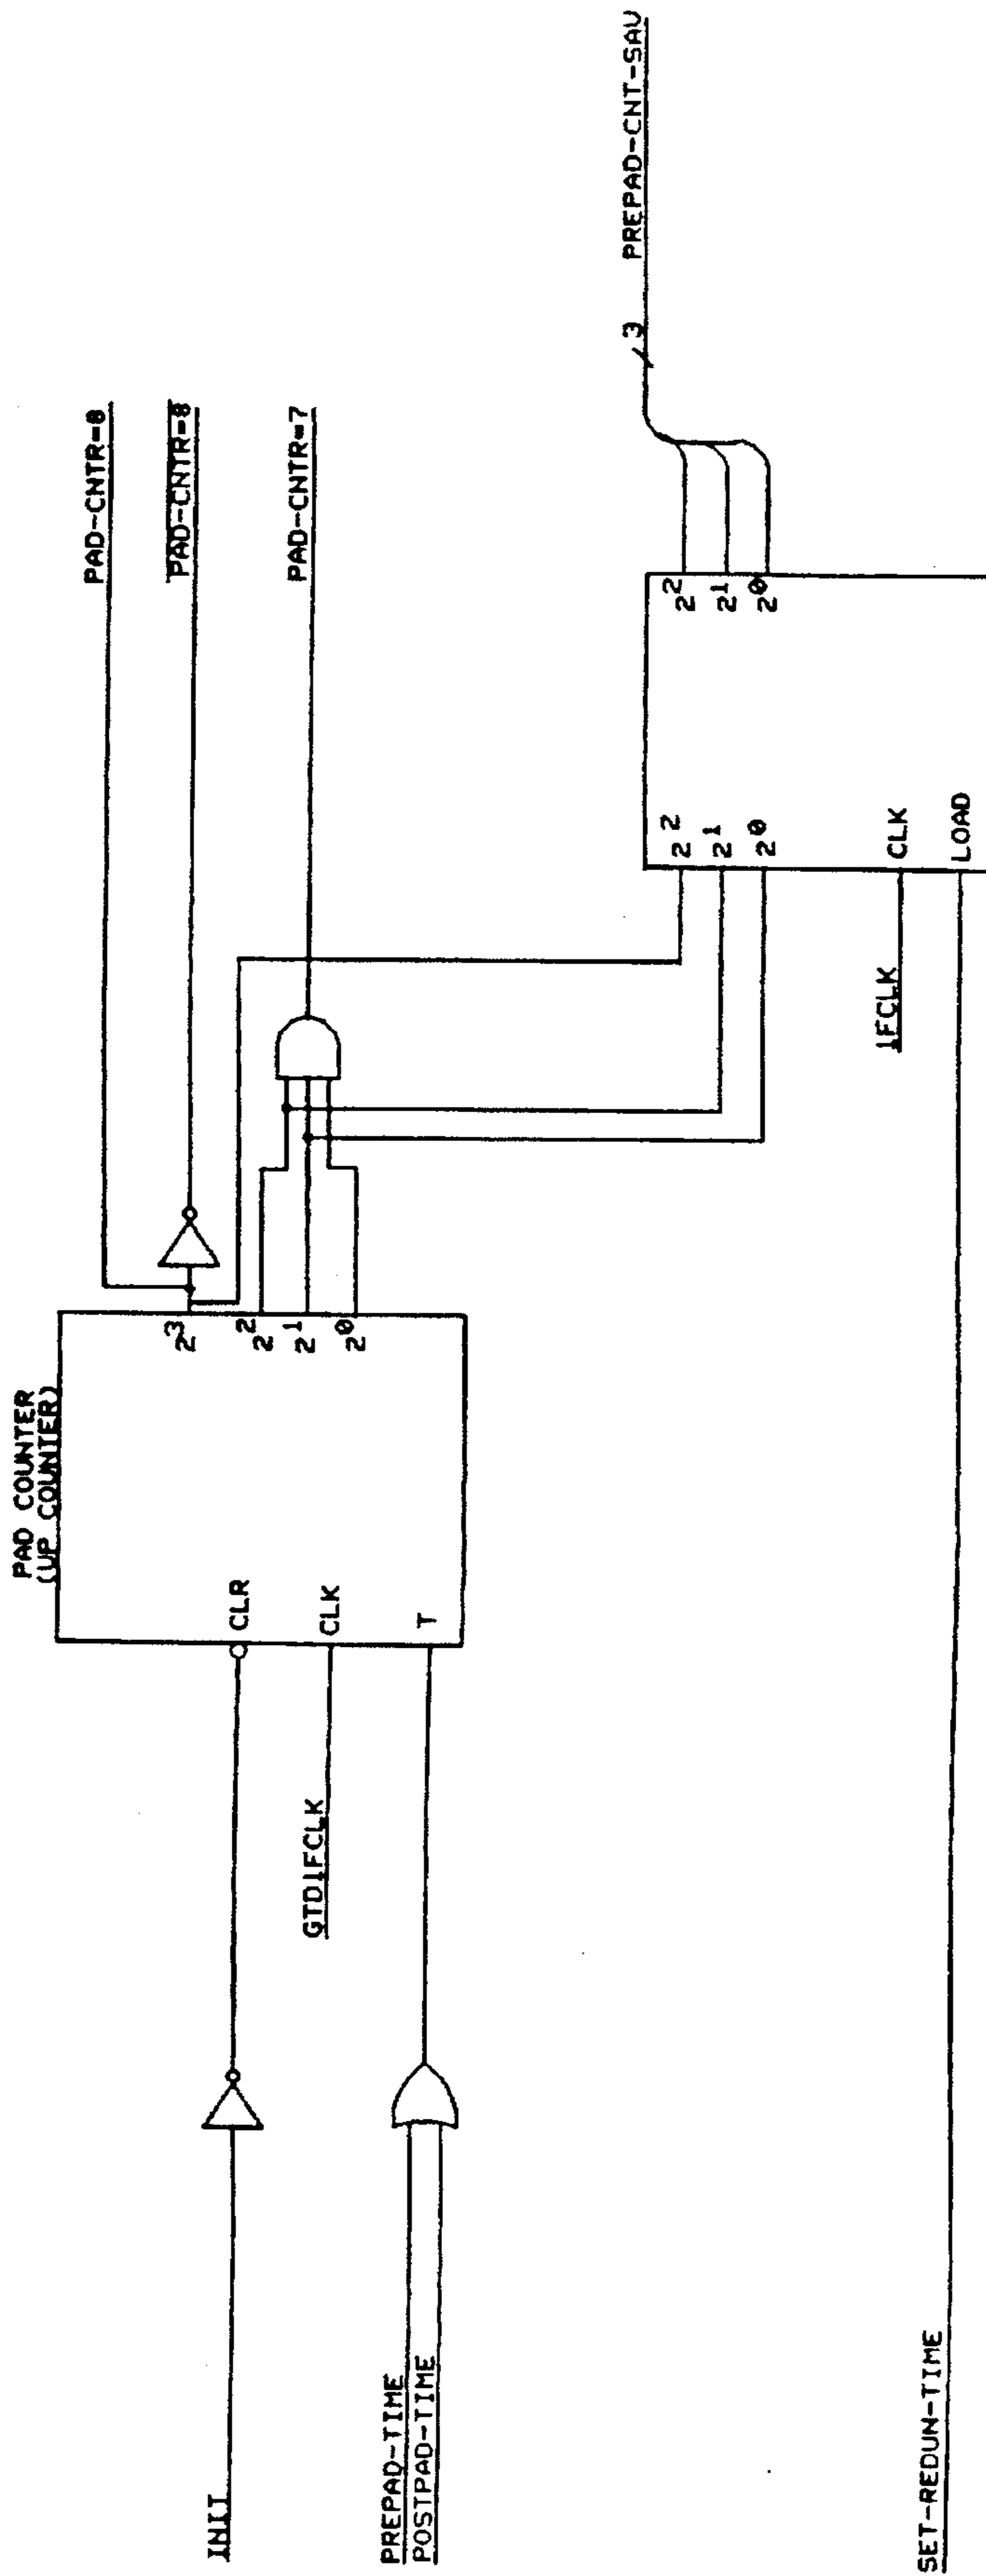 PAD COUNTER
(UP COUNTER)
INIT
CLR
GTD1FCLK
CLK
PREPAD-TIME
POSTPAD-TIME
T
2^3
2^2
2^1
2^0
PAD-CNTR=8
PAD-CNTR=8
PAD-CNTR=7
2^2
2^1
2^0
1FCLK
CLK
SET-REDUN-TIME
LOAD
2^2
2^1
2^0
3
PREPAD-CNT-SAV